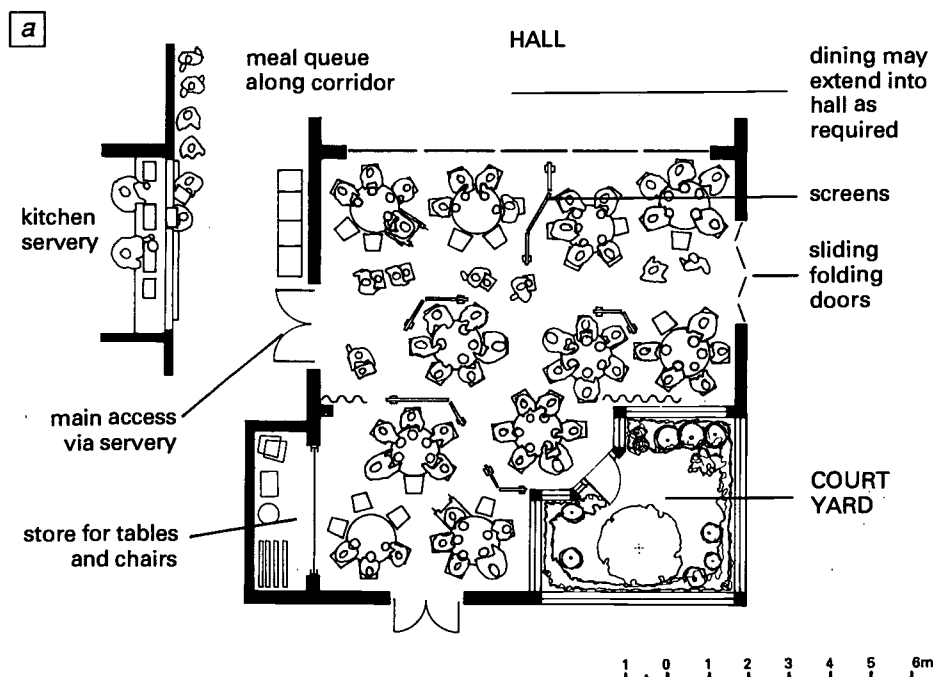 a
meal queue
along corridor
HALL
dining may
extend into
hall as
required
kitchen
servery
screens
sliding
folding
doors
main access
via servery
store for tables
and chairs
COURT
YARD
1 0 1 2 3 4 5 6m